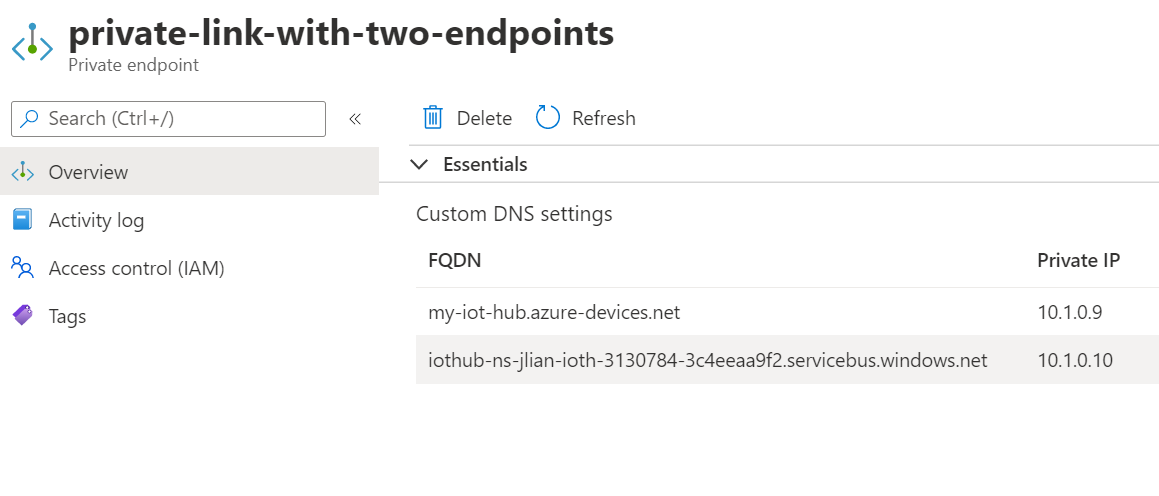 private-link-with-two-endpoints
Private endpoint
Search (Ctrl+/)
«
Delete
Refresh
Overview
Essentials
Activity log
Access control (IAM)
Tags
Custom DNS settings
FQDN Private IP
my-iot-hub.azure-devices.net 10.1.0.9
iothub-ns-jlian-ioth-3130784-3c4eeaa9f2.servicebus.windows.net 10.1.0.10